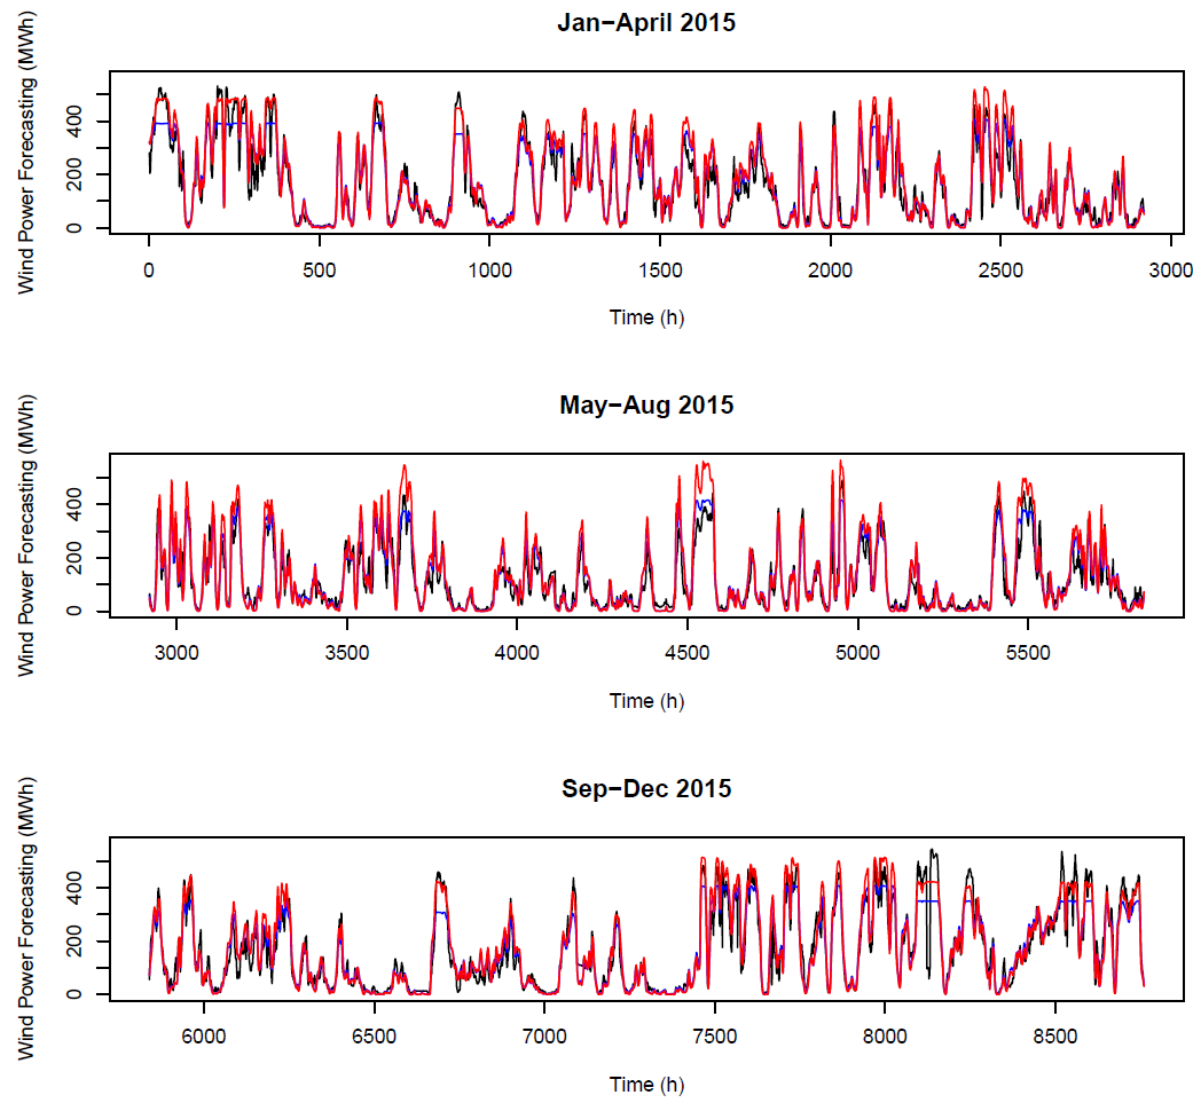 Jan−April 2015
Wind Power Forecasting (MWh)
400
200
0
0 500 1000 1500 2000 2500 3000
Time (h)
May−Aug 2015
Wind Power Forecasting (MWh)
400
200
0
3000 3500 4000 4500 5000 5500
Time (h)
Sep−Dec 2015
Wind Power Forecasting (MWh)
400
200
0
6000 6500 7000 7500 8000 8500
Time (h)